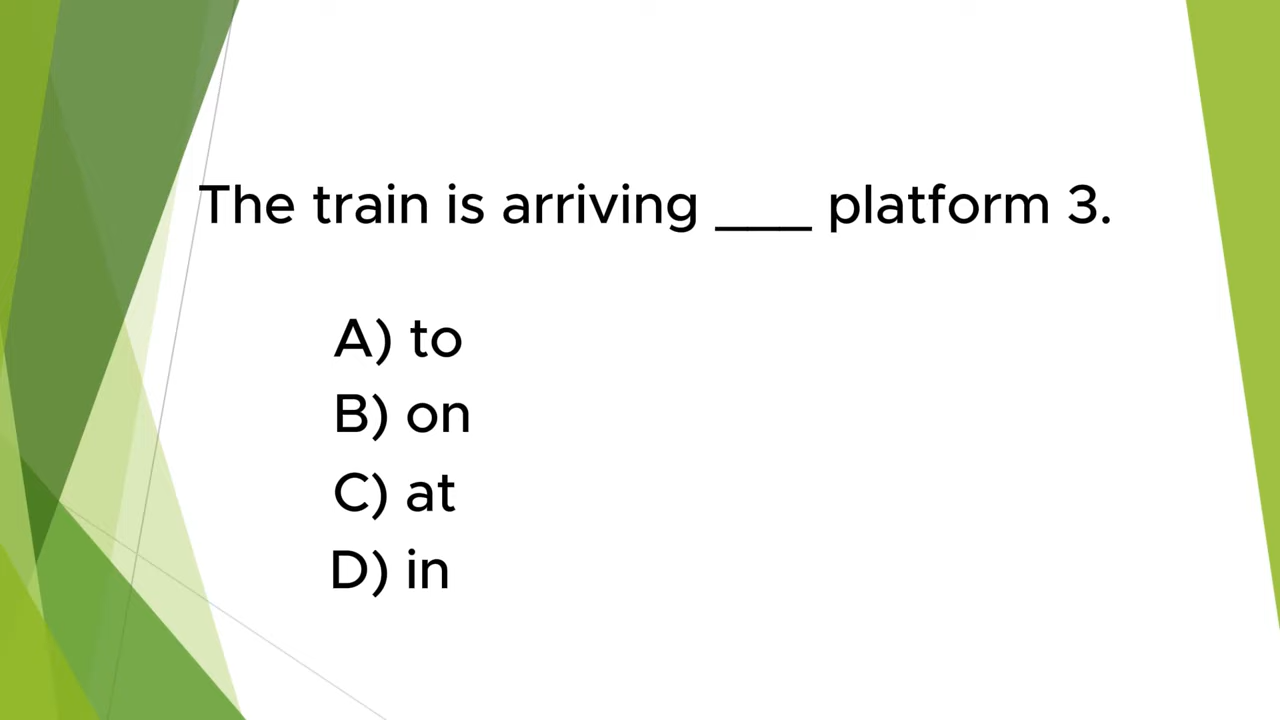 The train is arriving ___ platform 3.
A) to
B) on
C) at
D) in